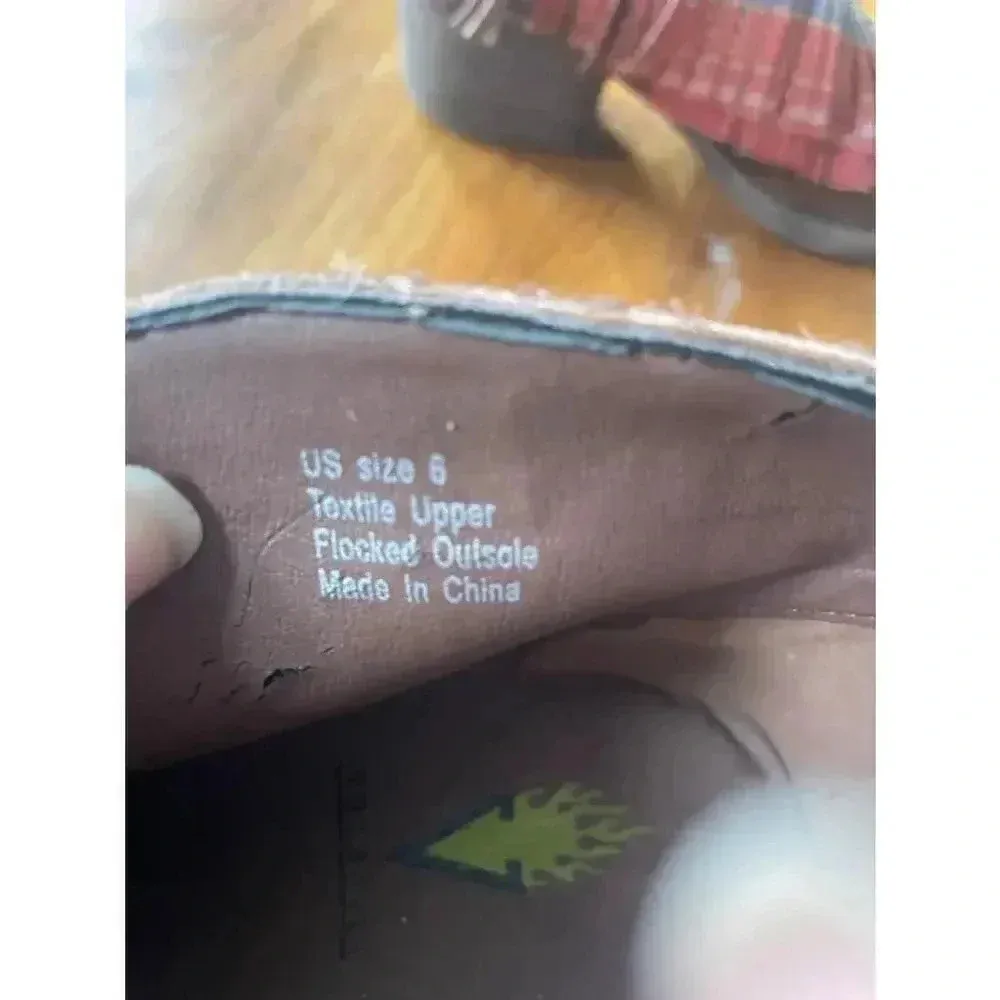 US size 6
Textile Upper
Flocked Outsole
Made In China